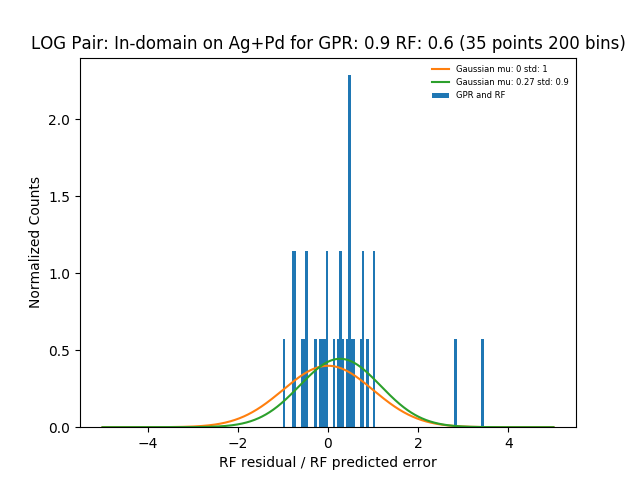 LOG Pair: In-domain on Ag+Pd for GPR: 0.9 RF: 0.6 (35 points 200 bins)
Gaussian mu: 0 std: 1
Gaussian mu: 0.27 std: 0.9
GPR and RF
Normalized Counts
2.0
1.5
1.0
0.5
0.0
−4 −2 0 2 4
RF residual / RF predicted error